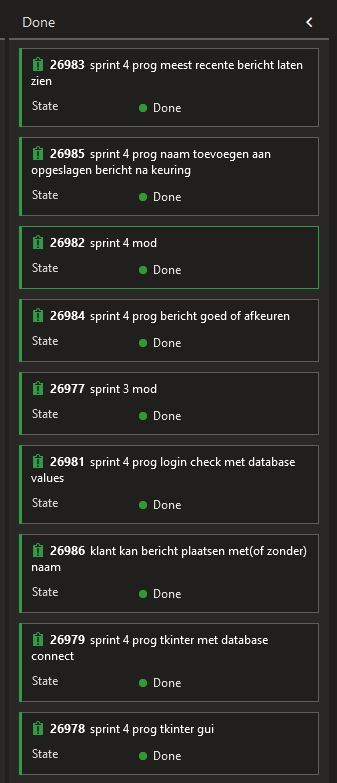 Done
26983 sprint 4 prog meest recente bericht laten
zien
State Done
26985 sprint 4 prog naam toevoegen aan
opgeslagen bericht na keuring
State Done
26982 sprint 4 mod
State Done
26984 sprint 4 prog bericht goed of afkeuren
State Done
26977 sprint 3 mod
State Done
26981 sprint 4 prog login check met database
values
State Done
26986 klant kan bericht plaatsen met(of zonder)
naam
State Done
26979 sprint 4 prog tkinter met database
connect
State Done
26978 sprint 4 prog tkinter gui
State Done